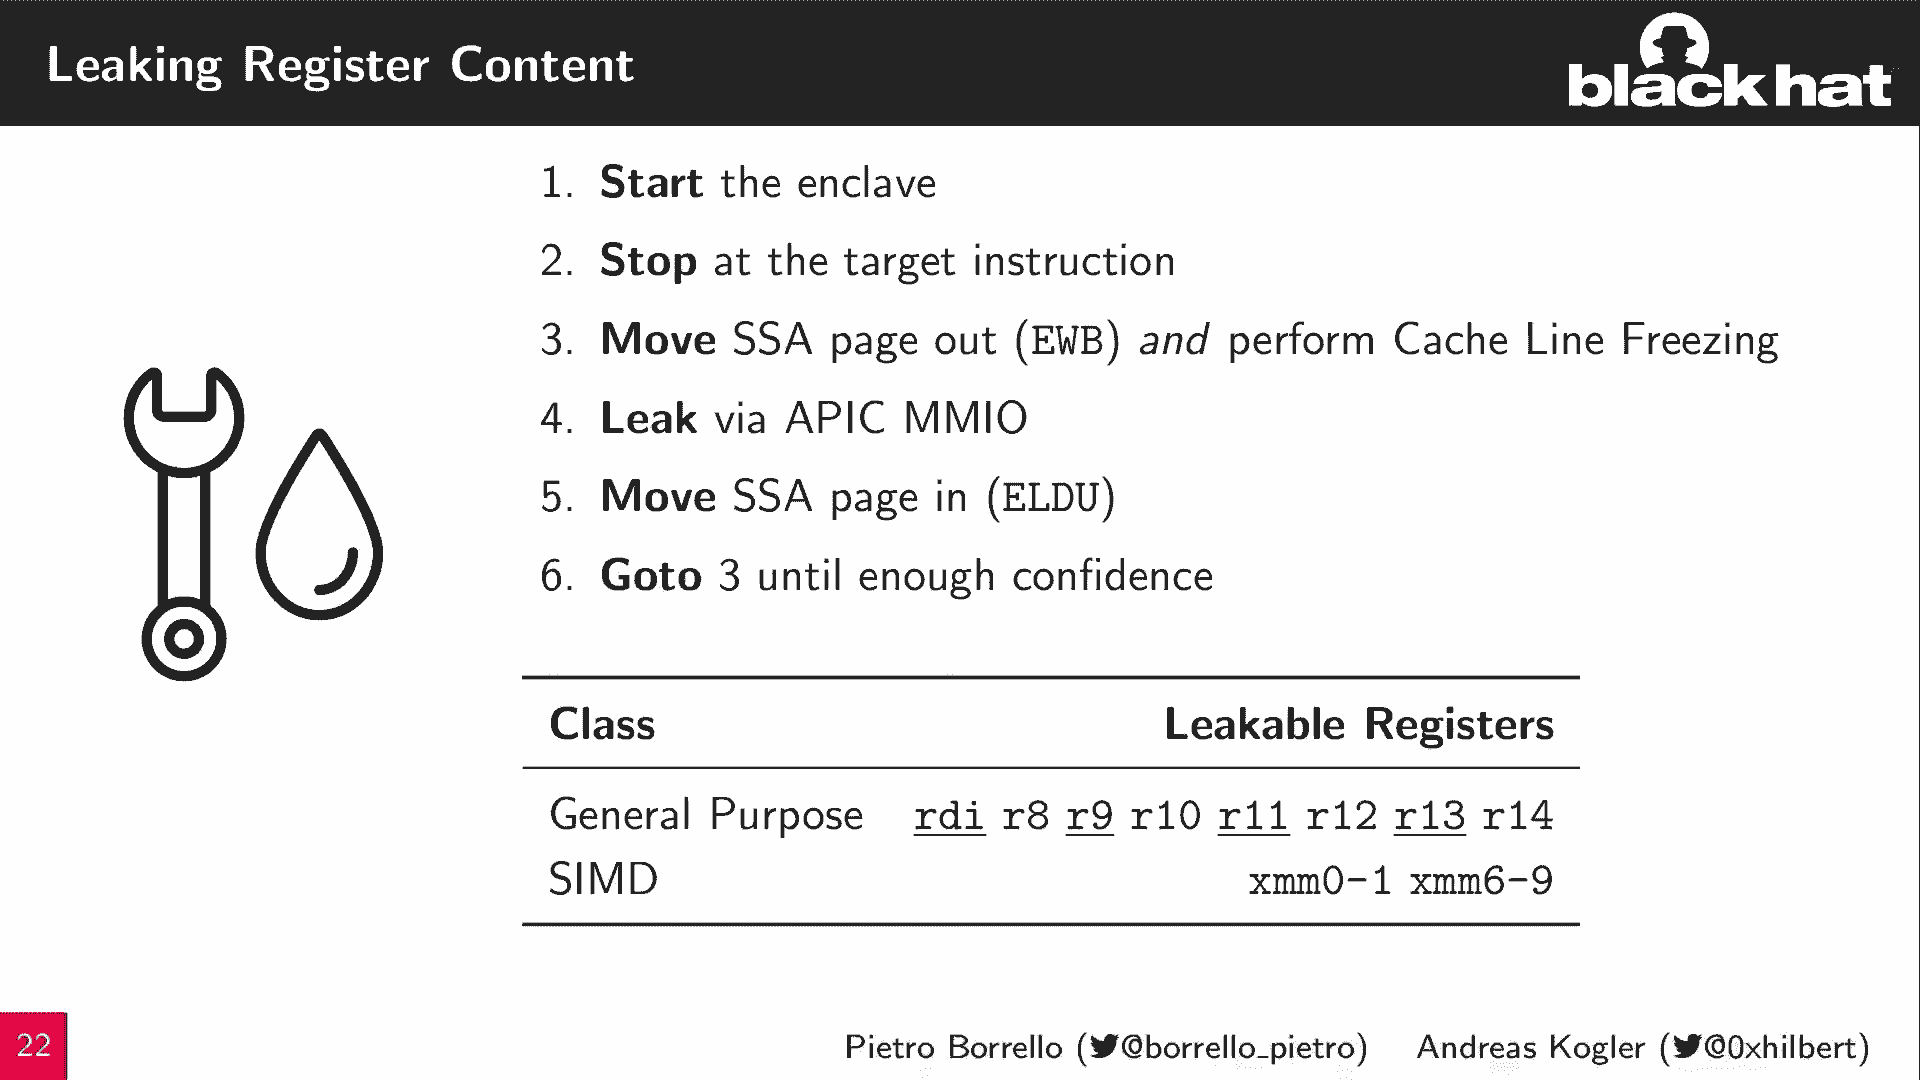 Leaking Register Content
black hat
1. Start the enclave
2. Stop at the target instruction
3. Move SSA page out (EWB) and perform Cache Line Freezing
4. Leak via APIC MMIO
5. Move SSA page in (ELDU)
6. Goto 3 until enough confidence
Class Leakable Registers
General Purpose rdi r8 r9 r10 r11 r12 r13 r14
SIMD xmm0-1 xmm6-9
22 Pietro Borrello (@borrello_pietro) Andreas Kogler (@0xhilbert)